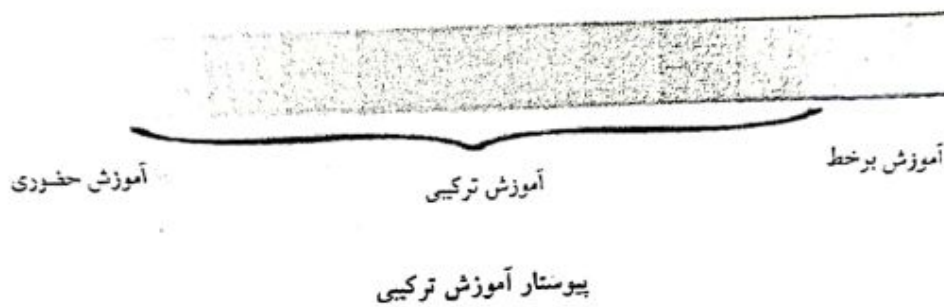 آموزش برخط
آموزش ترکیبی
آموزش حضوری
پیوستار آموزش ترکیبی